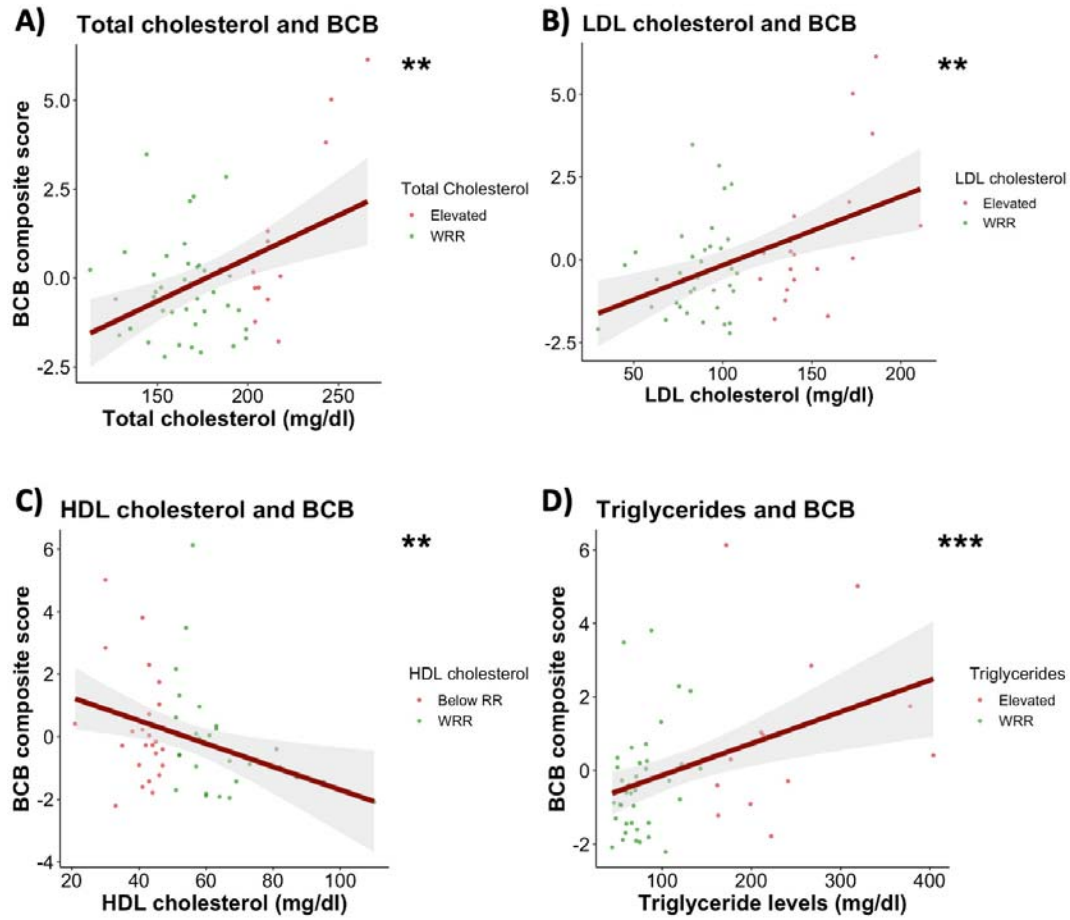 A) Total cholesterol and BCB
**
5.0
2.5
0.0
-2.5
BCB composite score
Total Cholesterol
Elevated
WRR
150 200 250
Total cholesterol (mg/dl)
B) LDL cholesterol and BCB
**
5.0
2.5
0.0
-2.5
LDL cholesterol
Elevated
WRR
50 100 150 200
LDL cholesterol (mg/dl)
C) HDL cholesterol and BCB
**
6
4
2
0
-2
-4
BCB composite score
HDL cholesterol
Below RR
WRR
20 40 60 80 100
HDL cholesterol (mg/dl)
D) Triglycerides and BCB
***
6
4
2
0
-2
BCB composite score
Triglycerides
Elevated
WRR
100 200 300 400
Triglyceride levels (mg/dl)